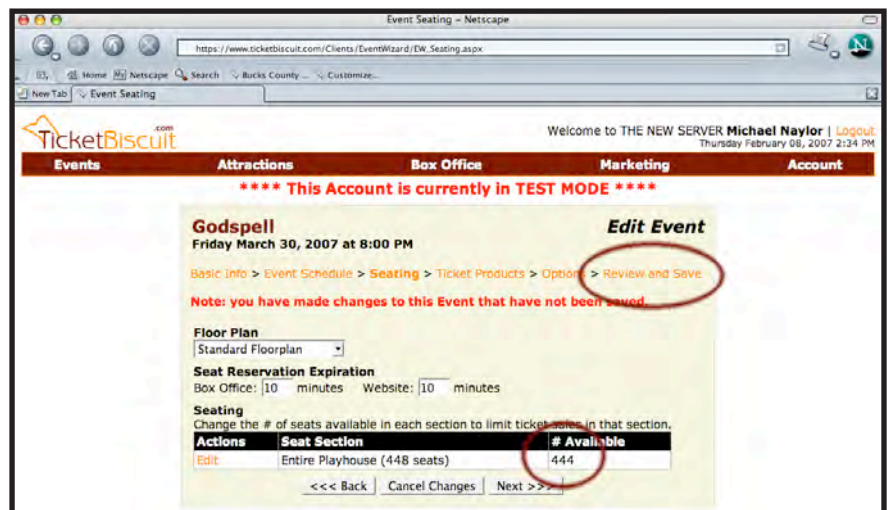 Event Seating – Netscape
https://www.ticketbiscuit.com/Clients/EventWizard/EW_Seating.aspx
N
Home My Netscape Search Bucks County ... Customize...
New Tab Event Seating
TicketBiscuit.com
Welcome to THE NEW SERVER Michael Naylor | Logout
Thursday February 08, 2007 2:34 PM
Events Attractions Box Office Marketing Account
**** This Account is currently in TEST MODE ****
Godspell Edit Event
Friday March 30, 2007 at 8:00 PM
Basic Info > Event Schedule > Seating > Ticket Products > Options > Review and Save
Note: you have made changes to this Event that have not been saved.
Floor Plan
Standard Floorplan
Seat Reservation Expiration
Box Office: 10 minutes Website: 10 minutes
Seating
Change the # of seats available in each section to limit ticket sales in that section.
Actions Seat Section # Available
Edit Entire Playhouse (448 seats) 444
<<< Back Cancel Changes Next >>>